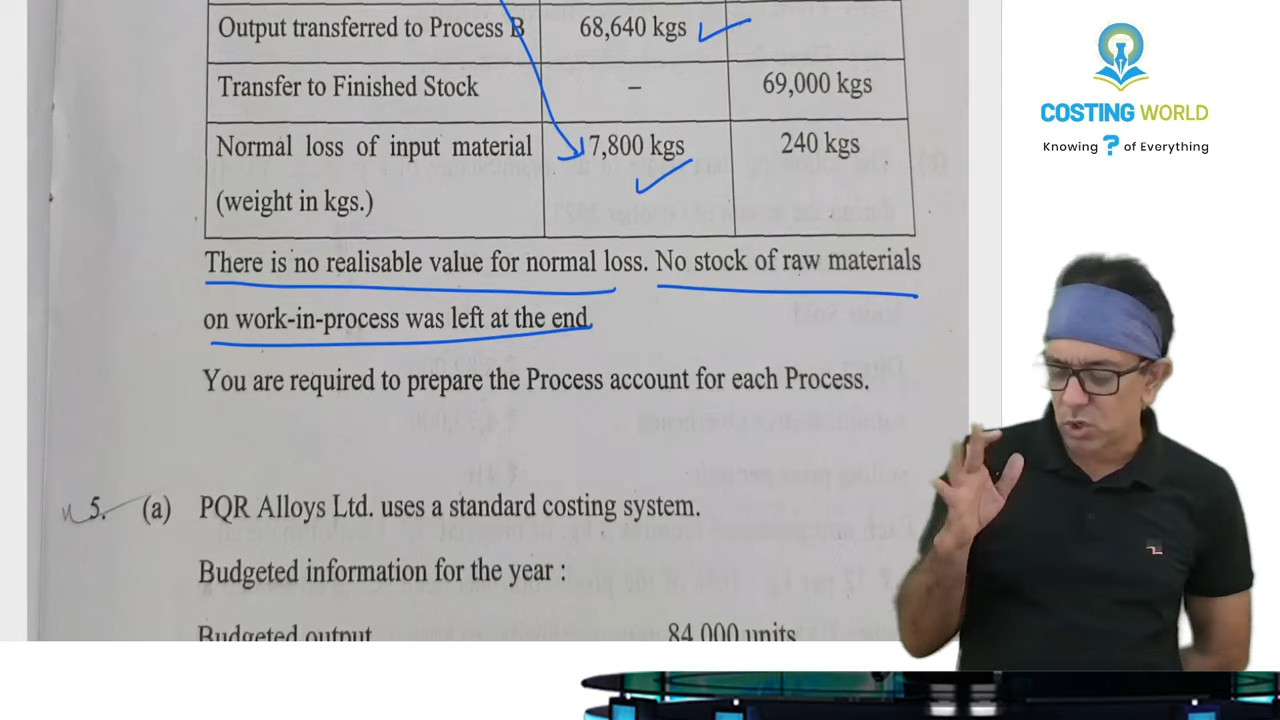 Output transferred to Process B 68,640 kgs
Transfer to Finished Stock – 69,000 kgs
Normal loss of input material 7,800 kgs 240 kgs
(weight in kgs.)
There is no realisable value for normal loss. No stock of raw materials
on work-in-process was left at the end.
You are required to prepare the Process account for each Process.
5. (a) PQR Alloys Ltd. uses a standard costing system.
Budgeted information for the year :
Budgeted output 84,000 units
COSTING WORLD
Knowing ? of Everything